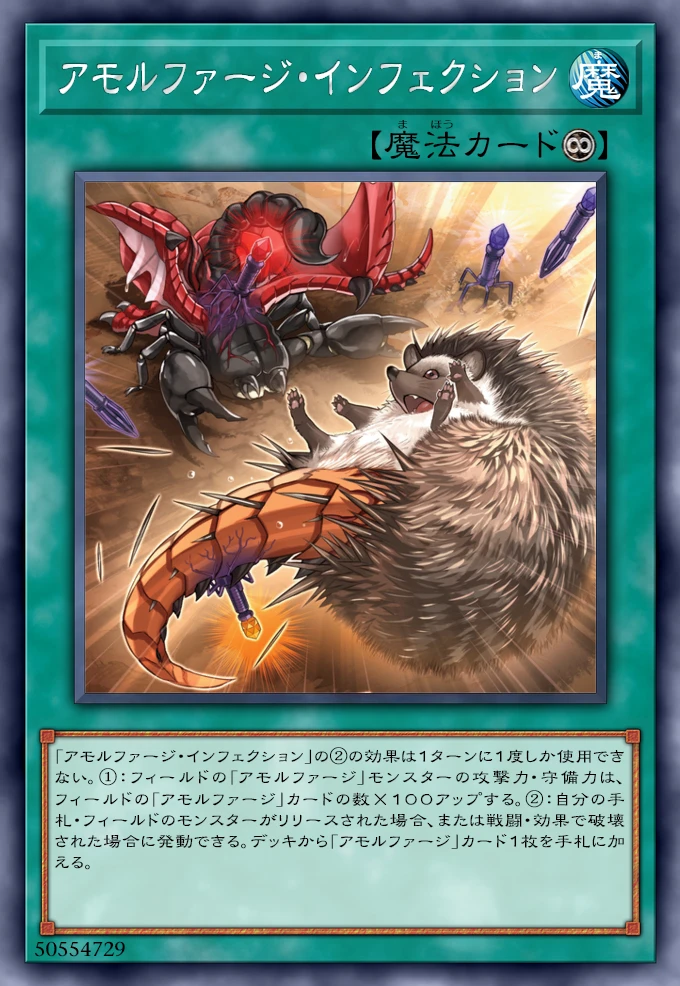 アモルファージ・インフェクション 魔
【魔法カード∞】
「アモルファージ・インフェクション」の②の効果は1ターンに1度しか使用でき
ない。①:フィールドの「アモルファージ」モンスターの攻撃力・守備力は、
フィールドの「アモルファージ」カードの数×100アップする。②:自分の手
札・フィールドのモンスターがリリースされた場合、または戦闘・効果で破壊
された場合に発動できる。デッキから「アモルファージ」カード1枚を手札に加
える。
50554729